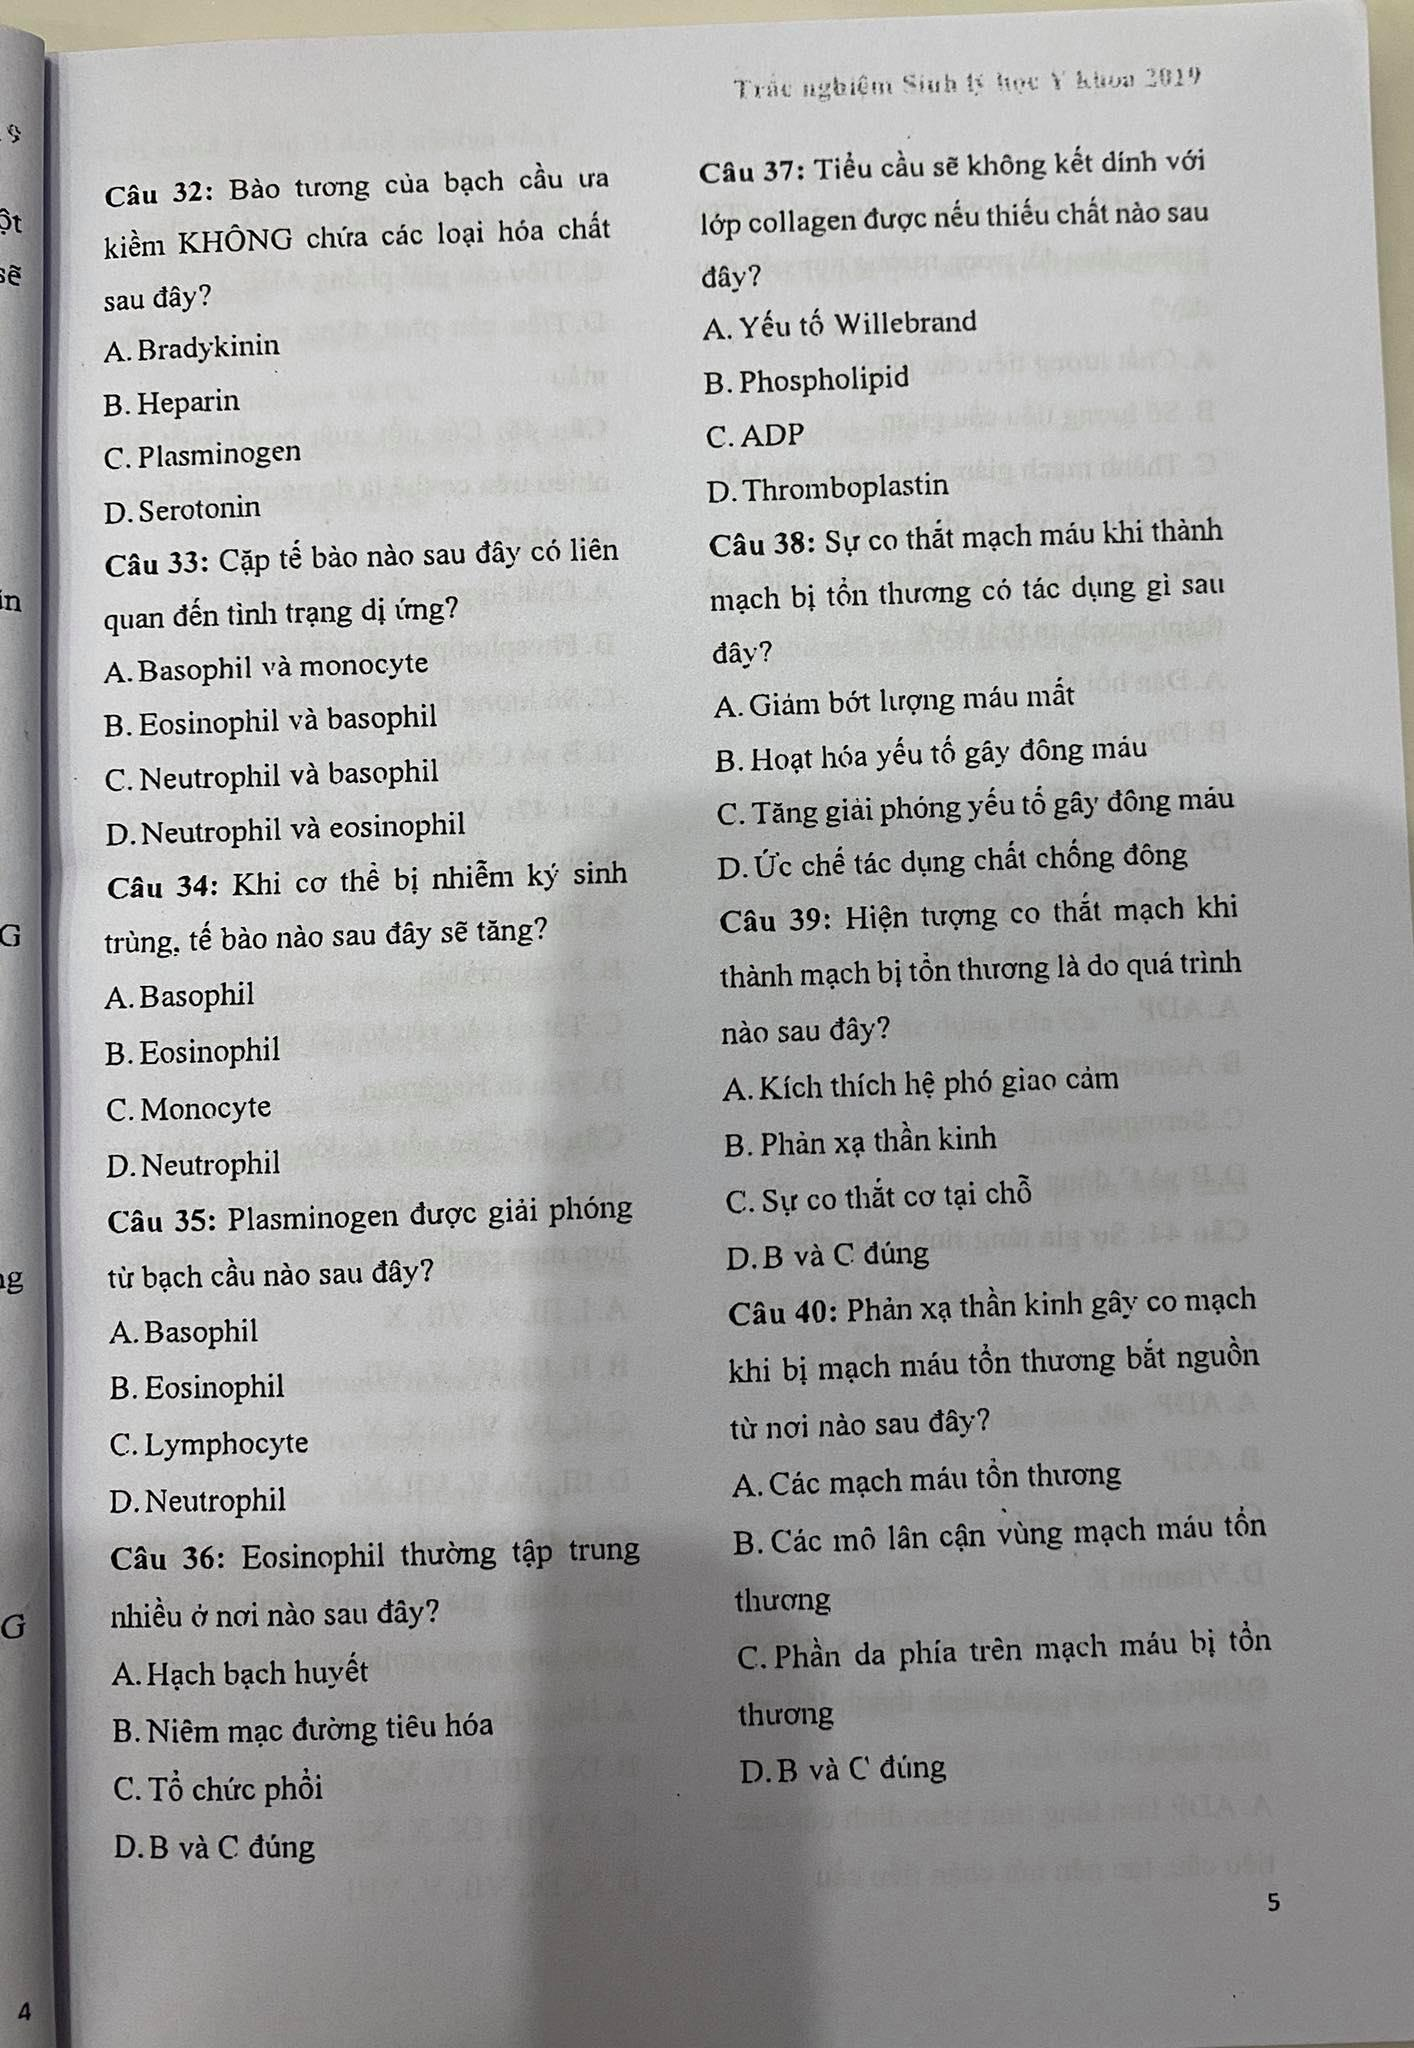 Trắc nghiệm Sinh lý học Y khoa 2019
Câu 32: Bào tương của bạch cầu ưa
kiềm KHÔNG chứa các loại hóa chất
sau đây?
A. Bradykinin
B. Heparin
C. Plasminogen
D. Serotonin
Câu 33: Cặp tế bào nào sau đây có liên
quan đến tình trạng dị ứng?
A. Basophil và monocyte
B. Eosinophil và basophil
C. Neutrophil và basophil
D. Neutrophil và eosinophil
Câu 34: Khi cơ thể bị nhiễm ký sinh
trùng, tế bào nào sau đây sẽ tăng?
A. Basophil
B. Eosinophil
C. Monocyte
D. Neutrophil
Câu 35: Plasminogen được giải phóng
từ bạch cầu nào sau đây?
A. Basophil
B. Eosinophil
C. Lymphocyte
D. Neutrophil
Câu 36: Eosinophil thường tập trung
nhiều ở nơi nào sau đây?
A. Hạch bạch huyết
B. Niêm mạc đường tiêu hóa
C. Tổ chức phổi
D. B và C đúng
Câu 37: Tiểu cầu sẽ không kết dính với
lớp collagen được nếu thiếu chất nào sau
đây?
A. Yếu tố Willebrand
B. Phospholipid
C. ADP
D. Thromboplastin
Câu 38: Sự co thắt mạch máu khi thành
mạch bị tổn thương có tác dụng gì sau
đây?
A. Giảm bớt lượng máu mất
B. Hoạt hóa yếu tố gây đông máu
C. Tăng giải phóng yếu tố gây đông máu
D. Ức chế tác dụng chất chống đông
Câu 39: Hiện tượng co thắt mạch khi
thành mạch bị tổn thương là do quá trình
nào sau đây?
A. Kích thích hệ phó giao cảm
B. Phản xạ thần kinh
C. Sự co thắt cơ tại chỗ
D. B và C đúng
Câu 40: Phản xạ thần kinh gây co mạch
khi bị mạch máu tổn thương bắt nguồn
từ nơi nào sau đây?
A. Các mạch máu tổn thương
B. Các mô lân cận vùng mạch máu tổn
thương
C. Phần da phía trên mạch máu bị tổn
thương
D. B và C đúng
5
4